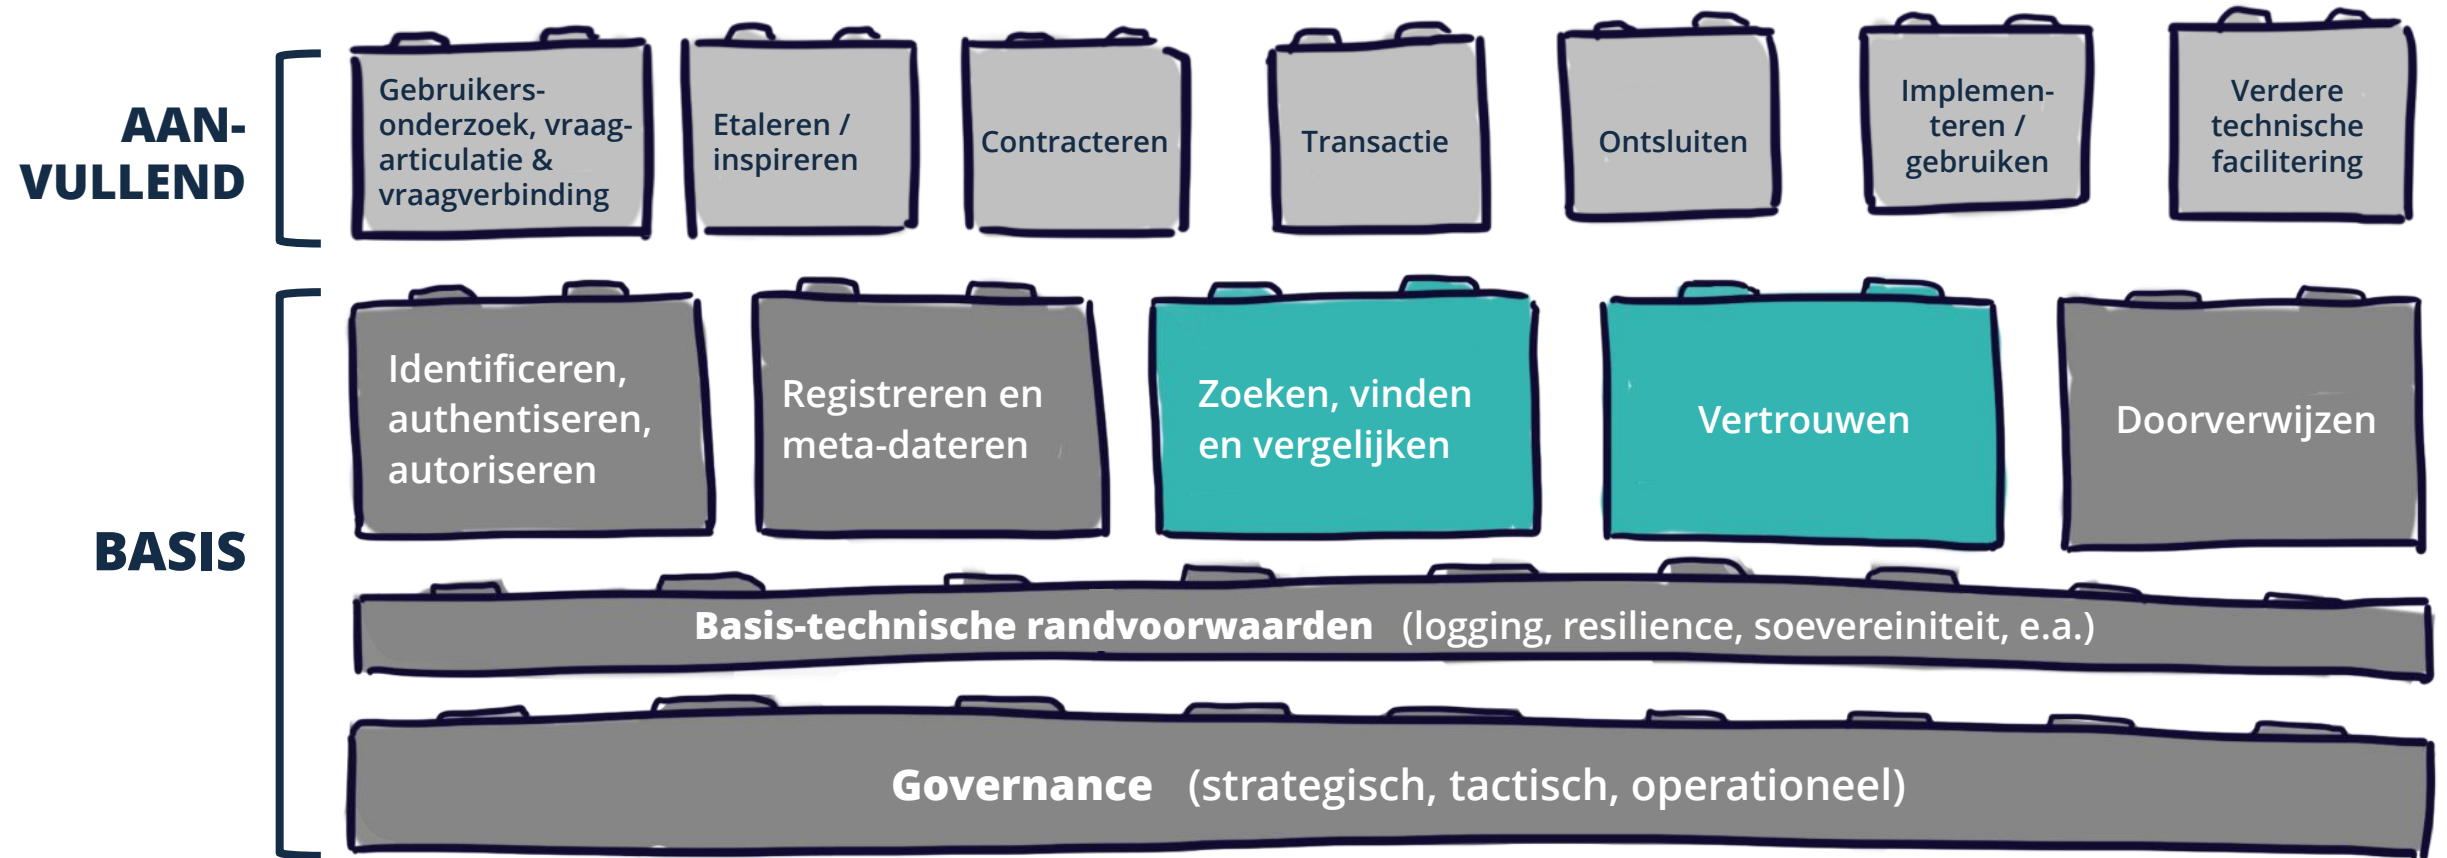 AAN-
VULLEND
Gebruikers-
onderzoek, vraag-
articulatie &
vraagverbinding
Etaleren /
inspireren
Contracteren
Transactie
Ontsluiten
Implemen-
teren /
gebruiken
Verdere
technische
facilitering
BASIS
Identificeren,
authentiseren,
autoriseren
Registreren en
meta-dateren
Zoeken, vinden
en vergelijken
Vertrouwen
Doorverwijzen
Basis-technische randvoorwaarden (logging, resilience, soevereiniteit, e.a.)
Governance (strategisch, tactisch, operationeel)